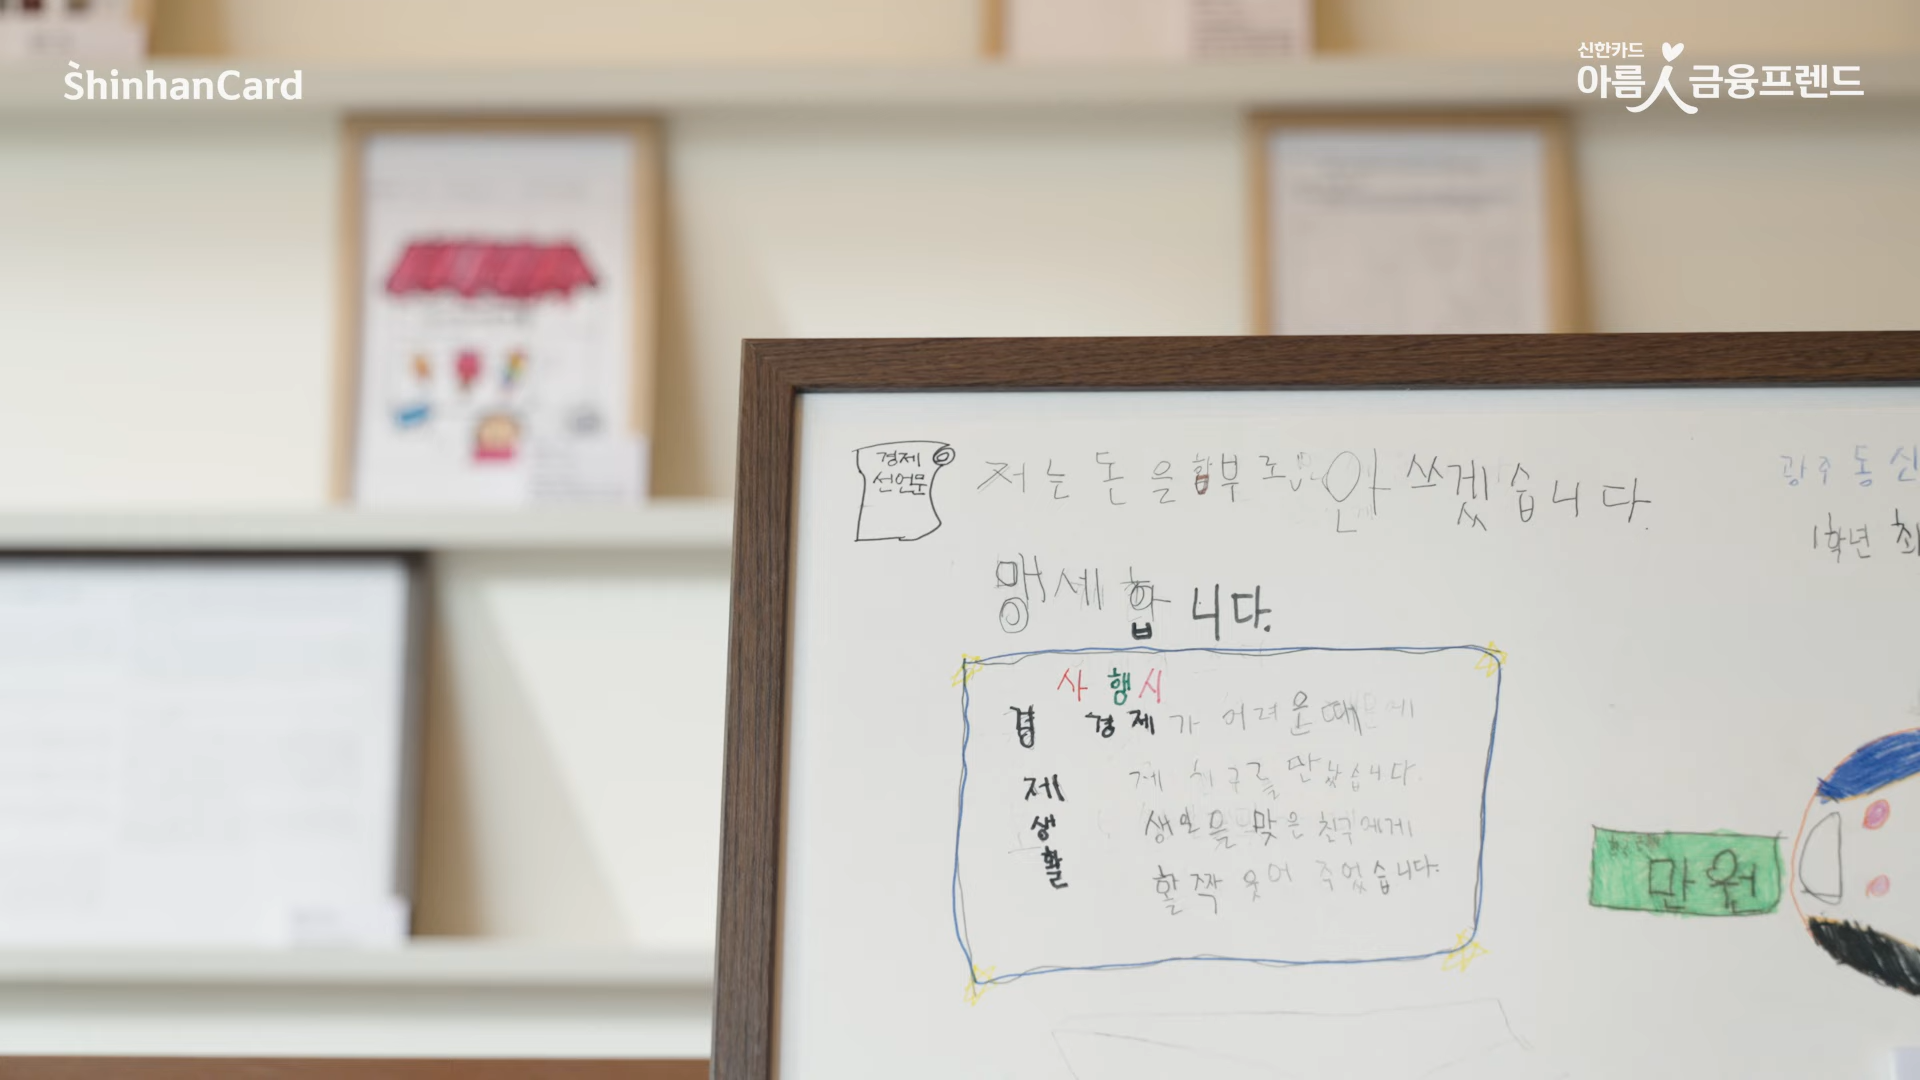 ShinhanCard
신한카드
아름人금융프렌드
경제
선언문
저는 돈을 함부로 안 쓰겠습니다.
맹세합니다.
광주동신
1학년 최
사행시
경 경제가 어려운 때문에
제 제 친구를 만났습니다.
생 생일을 맞은 친구에게
활 활짝 웃어 주었습니다.
만원